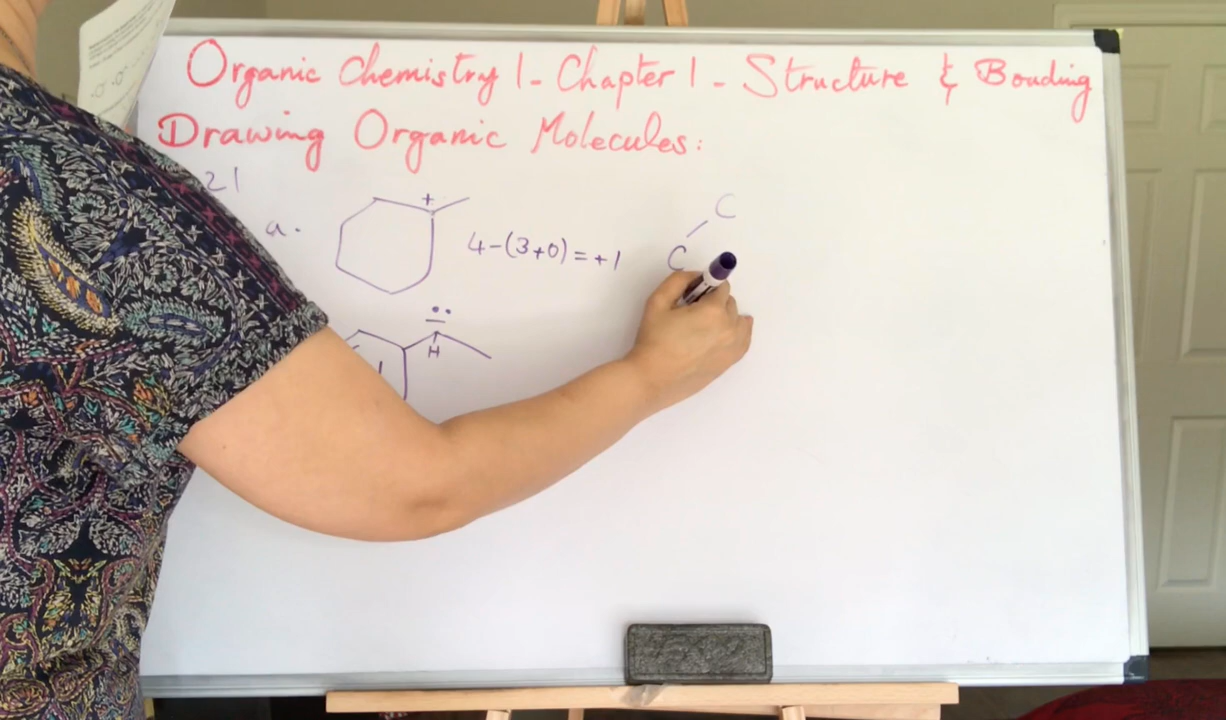 Organic Chemistry 1 - Chapter 1 - Structure & Bonding
Drawing Organic Molecules:
21
a.
+
4-(3+0)=+1
C
C
H